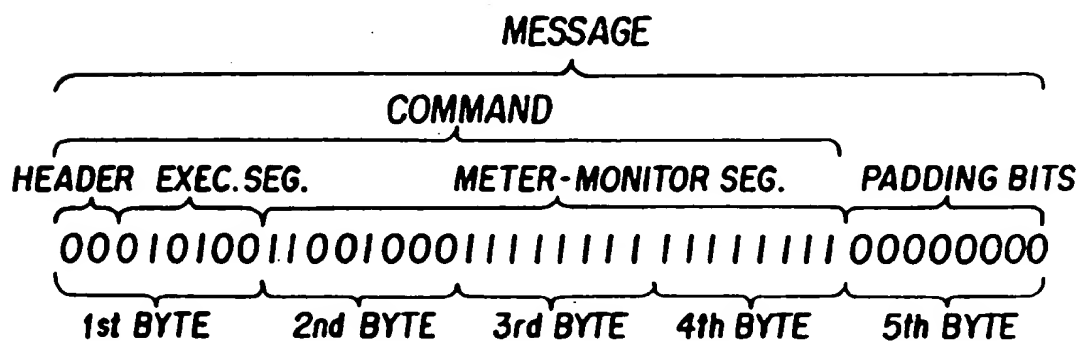 MESSAGE
COMMAND
HEADER EXEC. SEG. METER-MONITOR SEG. PADDING BITS
0001010011001000111111111111111100000000
1st BYTE 2nd BYTE 3rd BYTE 4th BYTE 5th BYTE